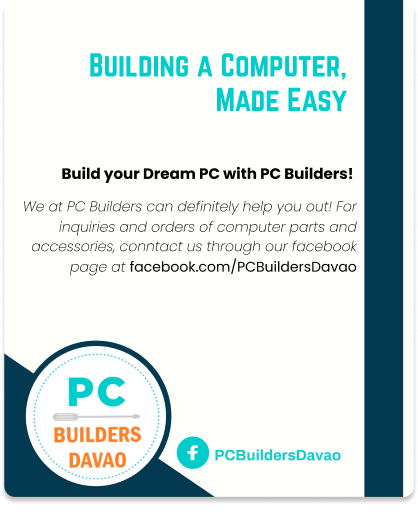 BUILDING A COMPUTER,
MADE EASY
Build your Dream PC with PC Builders!
We at PC Builders can definitely help you out! For
inquiries and orders of computer parts and
accessories, conntact us through our facebook
page at facebook.com/PCBuildersDavao
PC
BUILDERS
DAVAO
f PCBuildersDavao